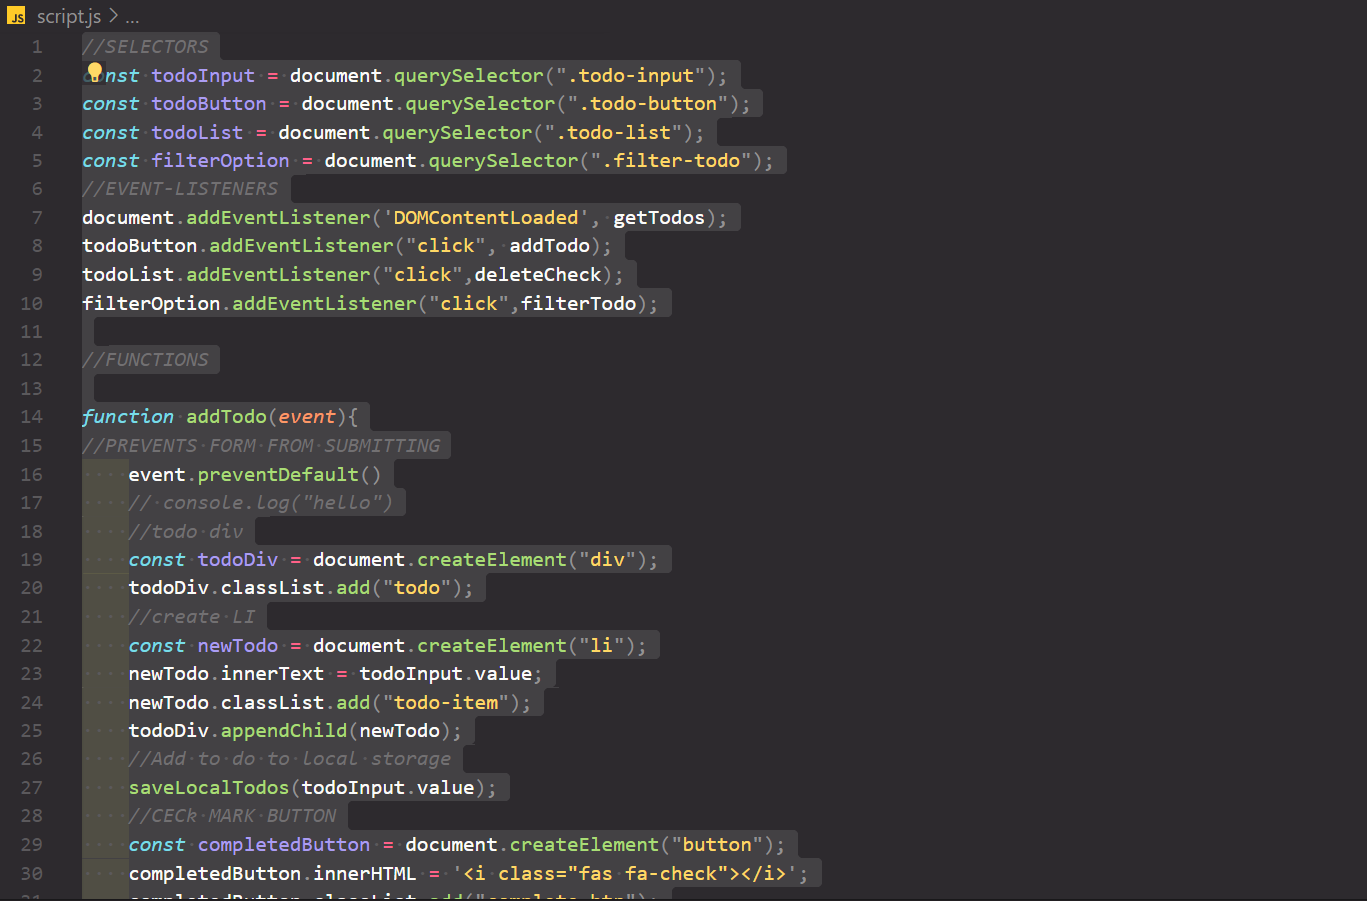 JS script.js > ...
1 //SELECTORS
2 const todoInput = document.querySelector(".todo-input");
3 const todoButton = document.querySelector(".todo-button");
4 const todoList = document.querySelector(".todo-list");
5 const filterOption = document.querySelector(".filter-todo");
6 //EVENT-LISTENERS
7 document.addEventListener('DOMContentLoaded', getTodos);
8 todoButton.addEventListener("click", addTodo);
9 todoList.addEventListener("click",deleteCheck);
10 filterOption.addEventListener("click",filterTodo);
11
12 //FUNCTIONS
13
14 function addTodo(event){
15 //PREVENTS FORM FROM SUBMITTING
16     event.preventDefault()
17     // console.log("hello")
18     //todo div
19     const todoDiv = document.createElement("div");
20     todoDiv.classList.add("todo");
21     //create LI
22     const newTodo = document.createElement("li");
23     newTodo.innerText = todoInput.value;
24     newTodo.classList.add("todo-item");
25     todoDiv.appendChild(newTodo);
26     //Add to do to local storage
27     saveLocalTodos(todoInput.value);
28     //CECk MARK BUTTON
29     const completedButton = document.createElement("button");
30     completedButton.innerHTML = '<i class="fas fa-check"></i>';
31     completedButton.classList.add("complete-btn");